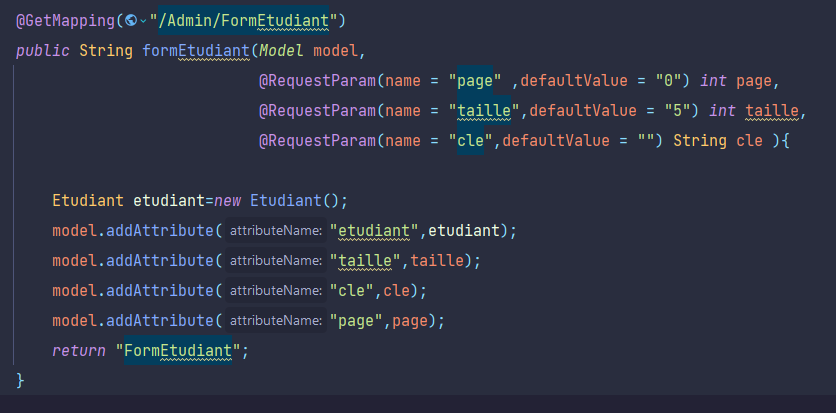 @GetMapping("/Admin/FormEtudiant")
public String formEtudiant(Model model,
@RequestParam(name = "page" ,defaultValue = "0") int page,
@RequestParam(name = "taille",defaultValue = "5") int taille,
@RequestParam(name = "cle",defaultValue = "") String cle ){
Etudiant etudiant=new Etudiant();
model.addAttribute( attributeName: "etudiant",etudiant);
model.addAttribute( attributeName: "taille",taille);
model.addAttribute( attributeName: "cle",cle);
model.addAttribute( attributeName: "page",page);
return "FormEtudiant";
}